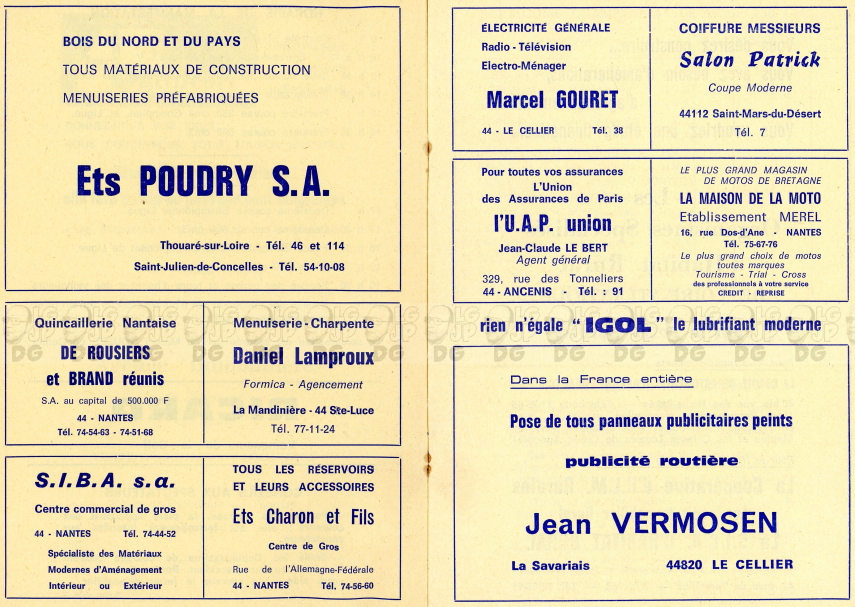 BOIS DU NORD ET DU PAYS
TOUS MATÉRIAUX DE CONSTRUCTION
MENUISERIES PRÉFABRIQUÉES
Ets POUDRY S.A.
Thouaré-sur-Loire - Tél. 46 et 114
Saint-Julien-de-Concelles - Tél. 54-10-08
Quincaillerie Nantaise
DE ROUSIERS
et BRAND réunis
S.A. au capital de 500.000 F
44 - NANTES
Tél. 74-54-63 - 74-51-68
Menuiserie-Charpente
Daniel Lamproux
Formica - Agencement
La Mandinière - 44 Ste-Luce
Tél. 77-11-24
S.I.B.A. s.a.
Centre commercial de gros
44 - NANTES Tél. 74-44-52
Spécialiste des Matériaux
Modernes d'Aménagement
Intérieur ou Extérieur
TOUS LES RÉSERVOIRS
ET LEURS ACCESSOIRES
Ets Charon et Fils
Centre de Gros
Rue de l'Allemagne-Fédérale
44 - NANTES Tél. 74-56-60
ÉLECTRICITÉ GÉNÉRALE
Radio - Télévision
Electro-Ménager
Marcel GOURET
44 - LE CELLIER Tél. 38
COIFFURE MESSIEURS
Salon Patrick
Coupe Moderne
44112 Saint-Mars-du-Désert
Tél. 7
Pour toutes vos assurances
L'Union
des Assurances de Paris
l'U.A.P. union
Jean-Claude LE BERT
Agent général
329, rue des Tonneliers
44 - ANCENIS - Tél. : 91
LE PLUS GRAND MAGASIN
DE MOTOS DE BRETAGNE
LA MAISON DE LA MOTO
Etablissement MEREL
16, rue Dos-d'Ane - NANTES
Tél. 75-67-76
Le plus grand choix de motos
toutes marques
Tourisme - Trial - Cross
des professionnels à votre service
CREDIT - REPRISE
rien n'égale "IGOL" le lubrifiant moderne
Dans la France entière
Pose de tous panneaux publicitaires peints
publicité routière
Jean VERMOSEN
La Savariais 44820 LE CELLIER